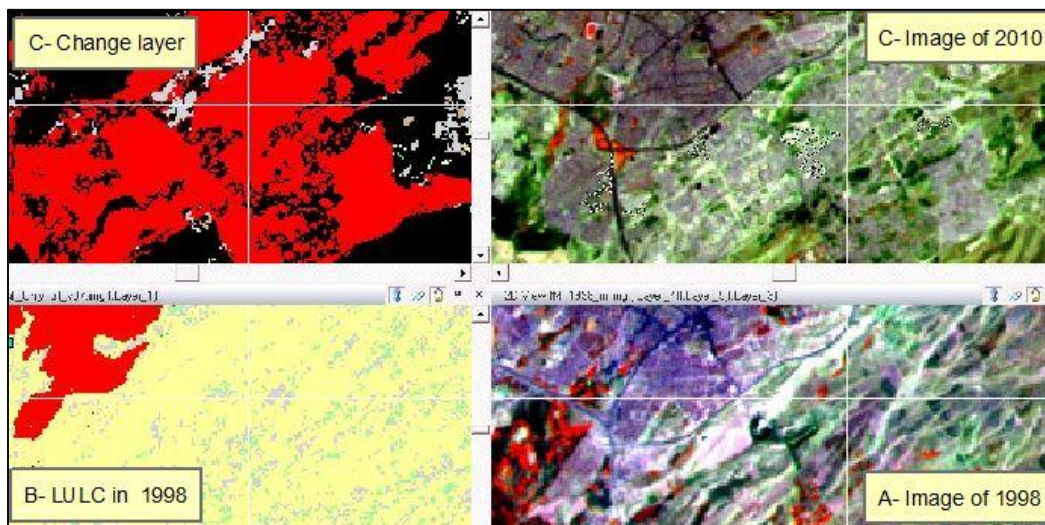 C- Change layer
C- Image of 2010
B- LULC in 1998
A- Image of 1998